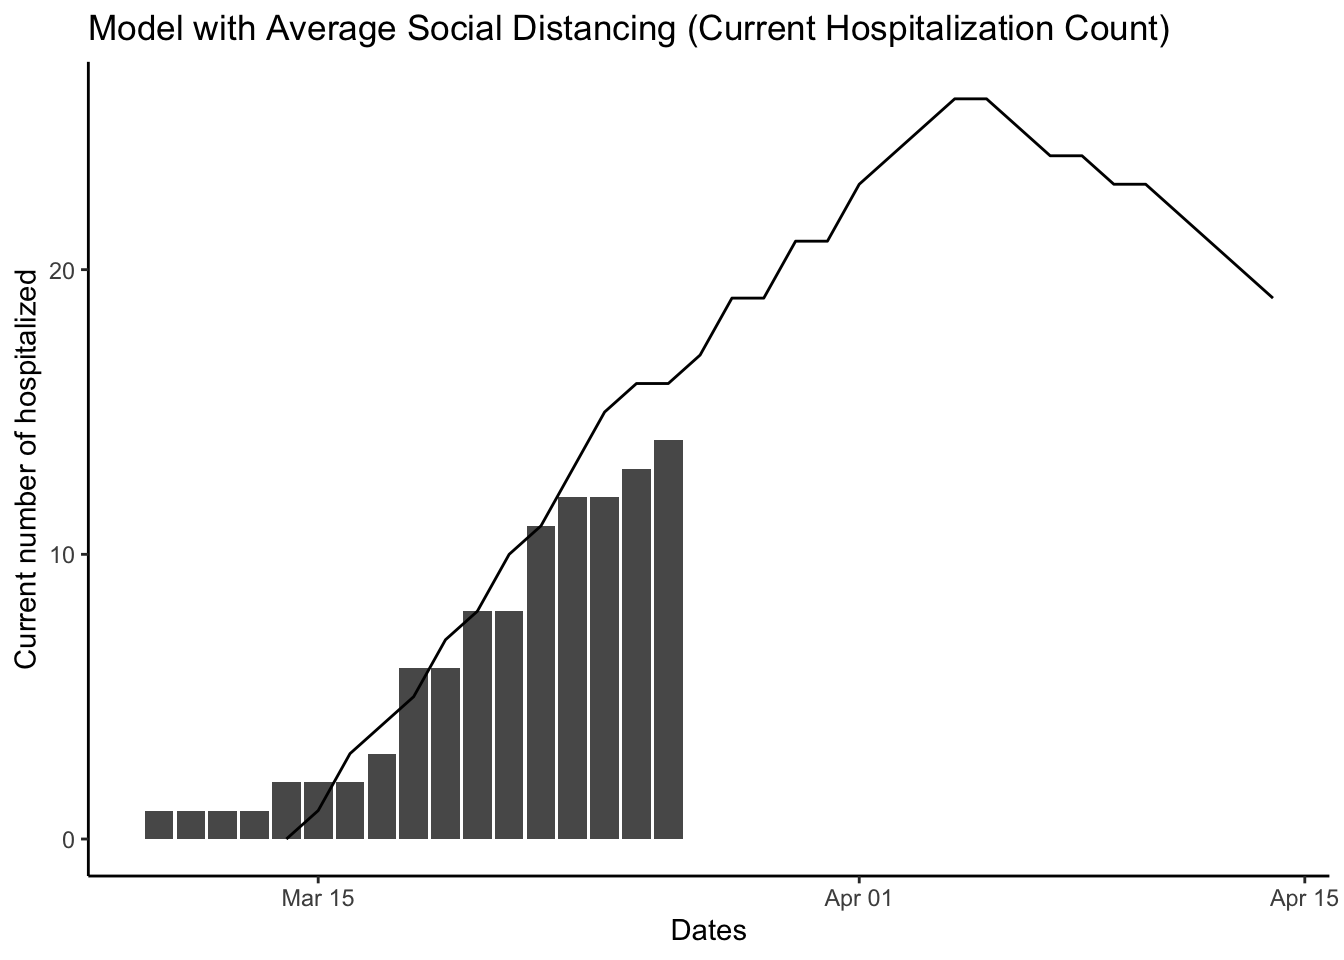 Model with Average Social Distancing (Current Hospitalization Count)
Current number of hospitalized
20
10
0
Mar 15
Apr 01
Apr 15
Dates